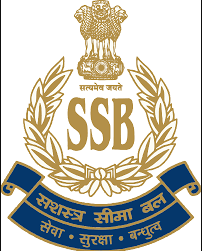 सत्यमेव जयते
SSB
सशस्त्र सीमा बल
सेवा • सुरक्षा • बन्धुत्व